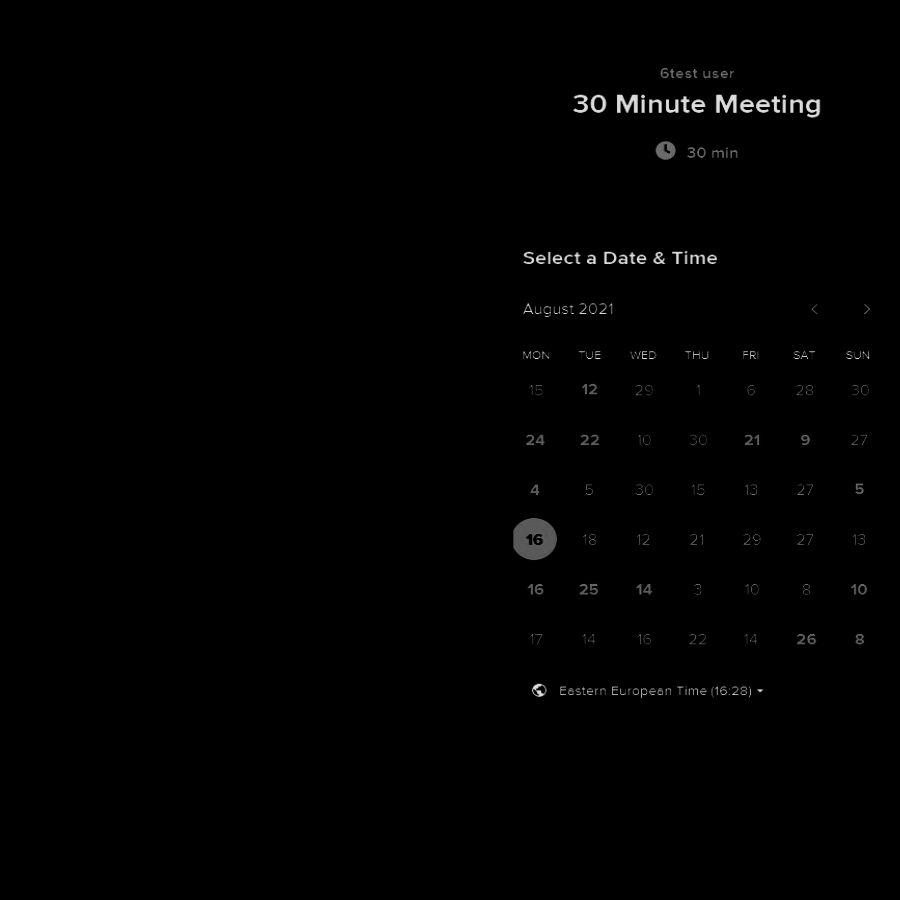 6test user
30 Minute Meeting
30 min
Select a Date & Time
August 2021
MON TUE WED THU FRI SAT SUN
15 12 29 1 6 28 30
24 22 10 30 21 9 27
4 5 30 15 13 27 5
16 18 12 21 29 27 13
16 25 14 3 10 8 10
17 14 16 22 14 26 8
Eastern European Time (16:28)